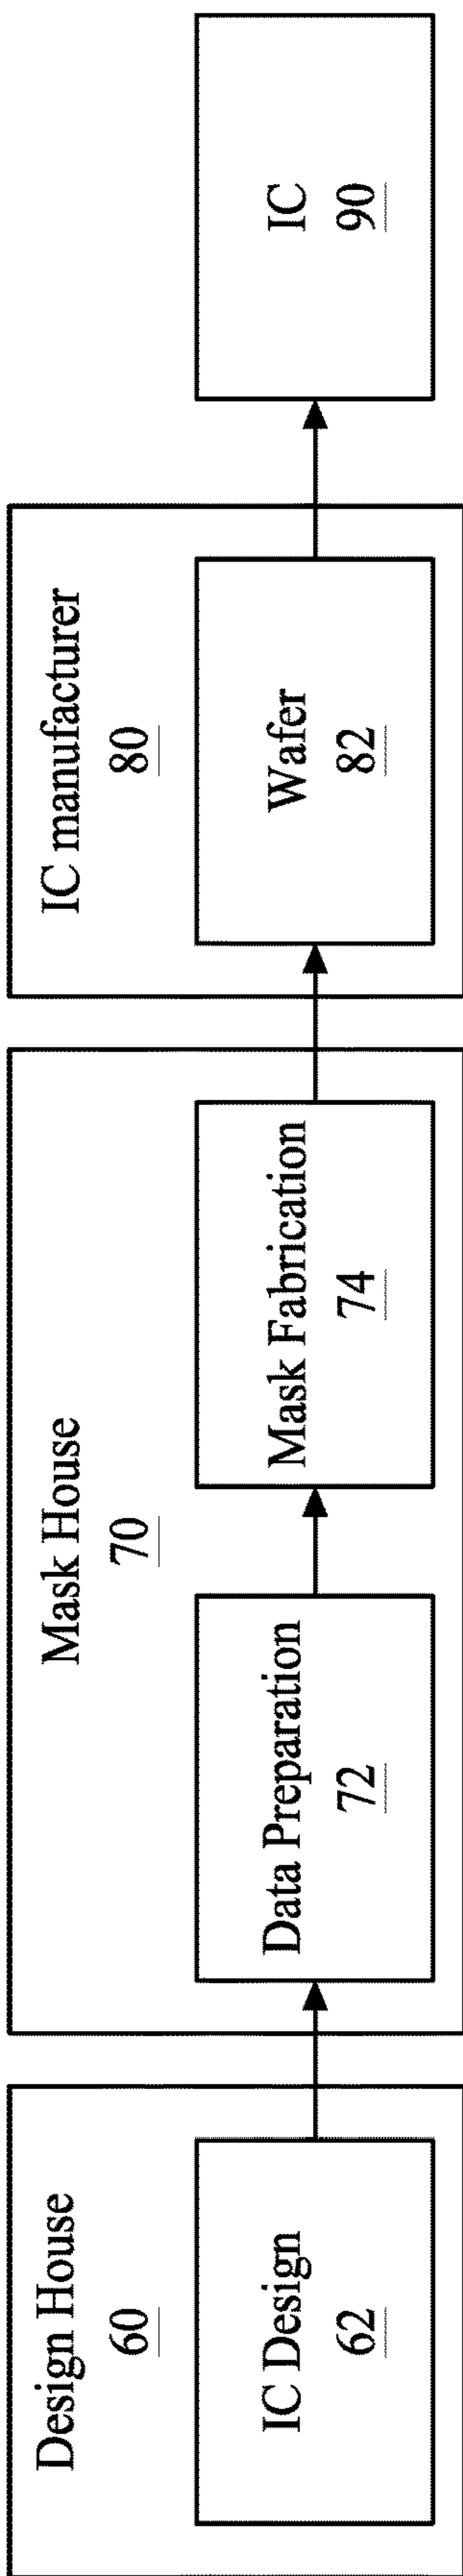 Design House
60
IC Design
62
Mask House
70
Data Preparation
72
Mask Fabrication
74
IC manufacturer
80
Wafer
82
IC
90